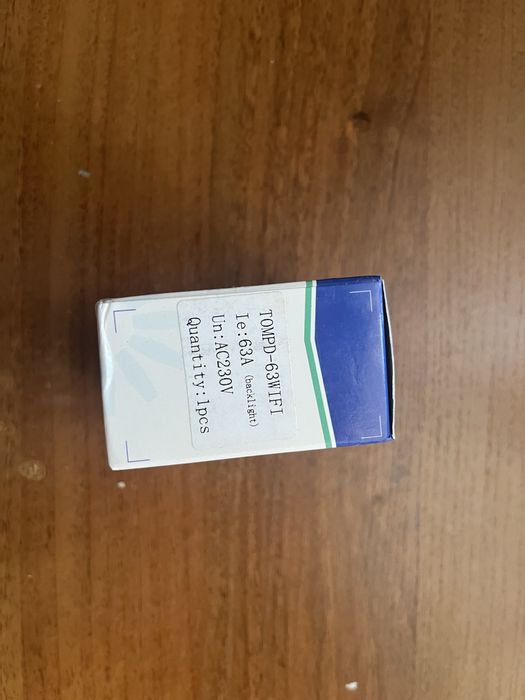 TOMPD-63WIFI
Ie:63A (backlight)
Un:AC230V
Quantity:1pcs